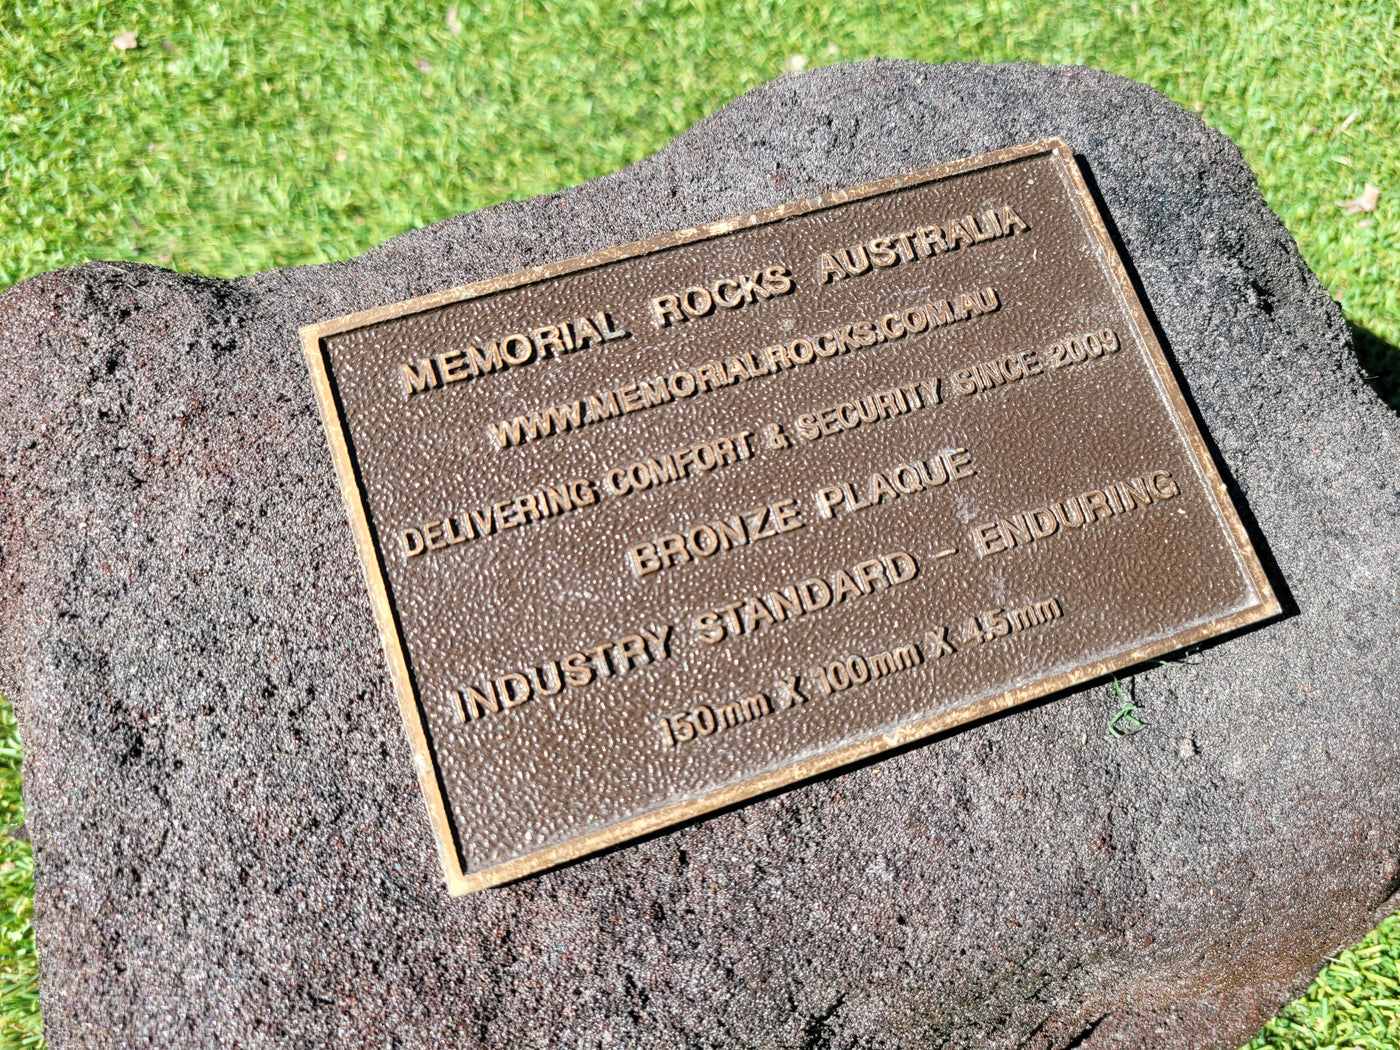 MEMORIAL ROCKS AUSTRALIA
WWW.MEMORIALROCKS.COM.AU
DELIVERING COMFORT & SECURITY SINCE 2009
BRONZE PLAQUE
INDUSTRY STANDARD – ENDURING
150mm X 100mm X 4.5mm